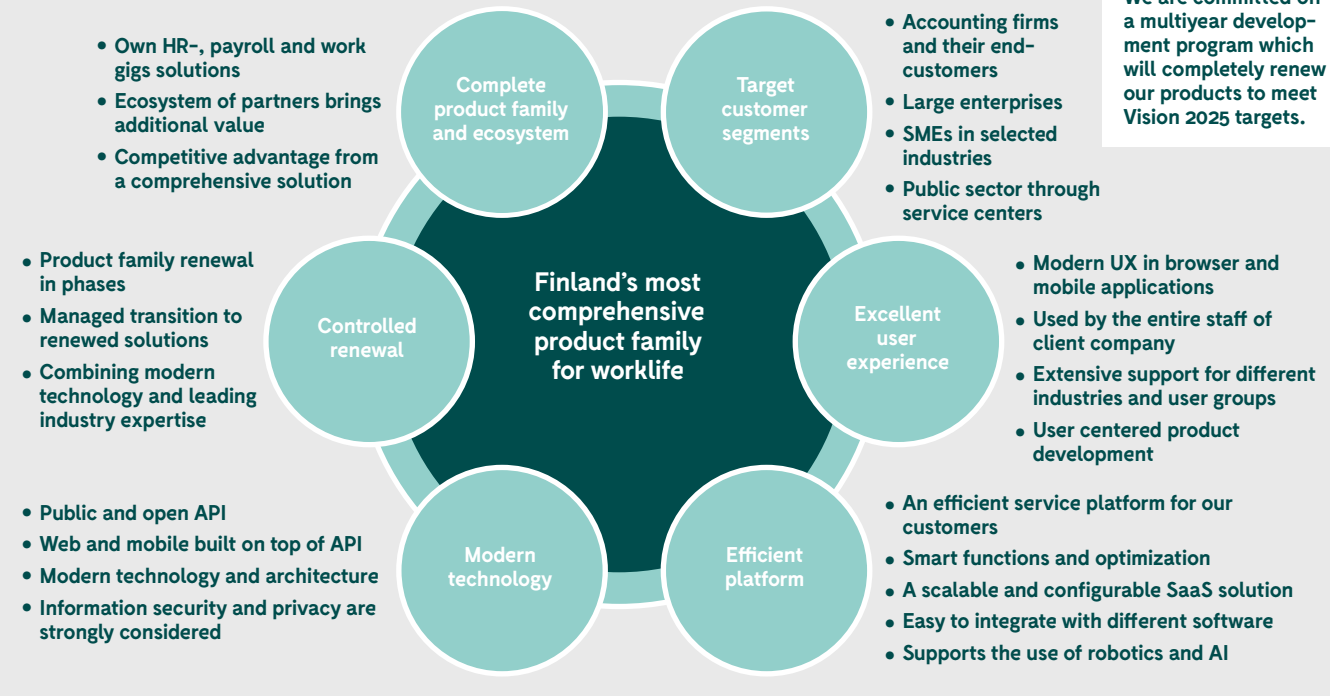 Complete
product family
and ecosystem
• Own HR-, payroll and work
gigs solutions
• Ecosystem of partners brings
additional value
• Competitive advantage from
a comprehensive solution
Target
customer
segments
• Accounting firms
and their end-
customers
• Large enterprises
• SMEs in selected
industries
• Public sector through
service centers
We are committed on
a multiyear develop-
ment program which
will completely renew
our products to meet
Vision 2025 targets.
Controlled
renewal
• Product family renewal
in phases
• Managed transition to
renewed solutions
• Combining modern
technology and leading
industry expertise
Finland's most
comprehensive
product family
for worklife
Excellent
user
experience
• Modern UX in browser and
mobile applications
• Used by the entire staff of
client company
• Extensive support for different
industries and user groups
• User centered product
development
Modern
technology
• Public and open API
• Web and mobile built on top of API
• Modern technology and architecture
• Information security and privacy are
strongly considered
Efficient
platform
• An efficient service platform for our
customers
• Smart functions and optimization
• A scalable and configurable SaaS solution
• Easy to integrate with different software
• Supports the use of robotics and AI